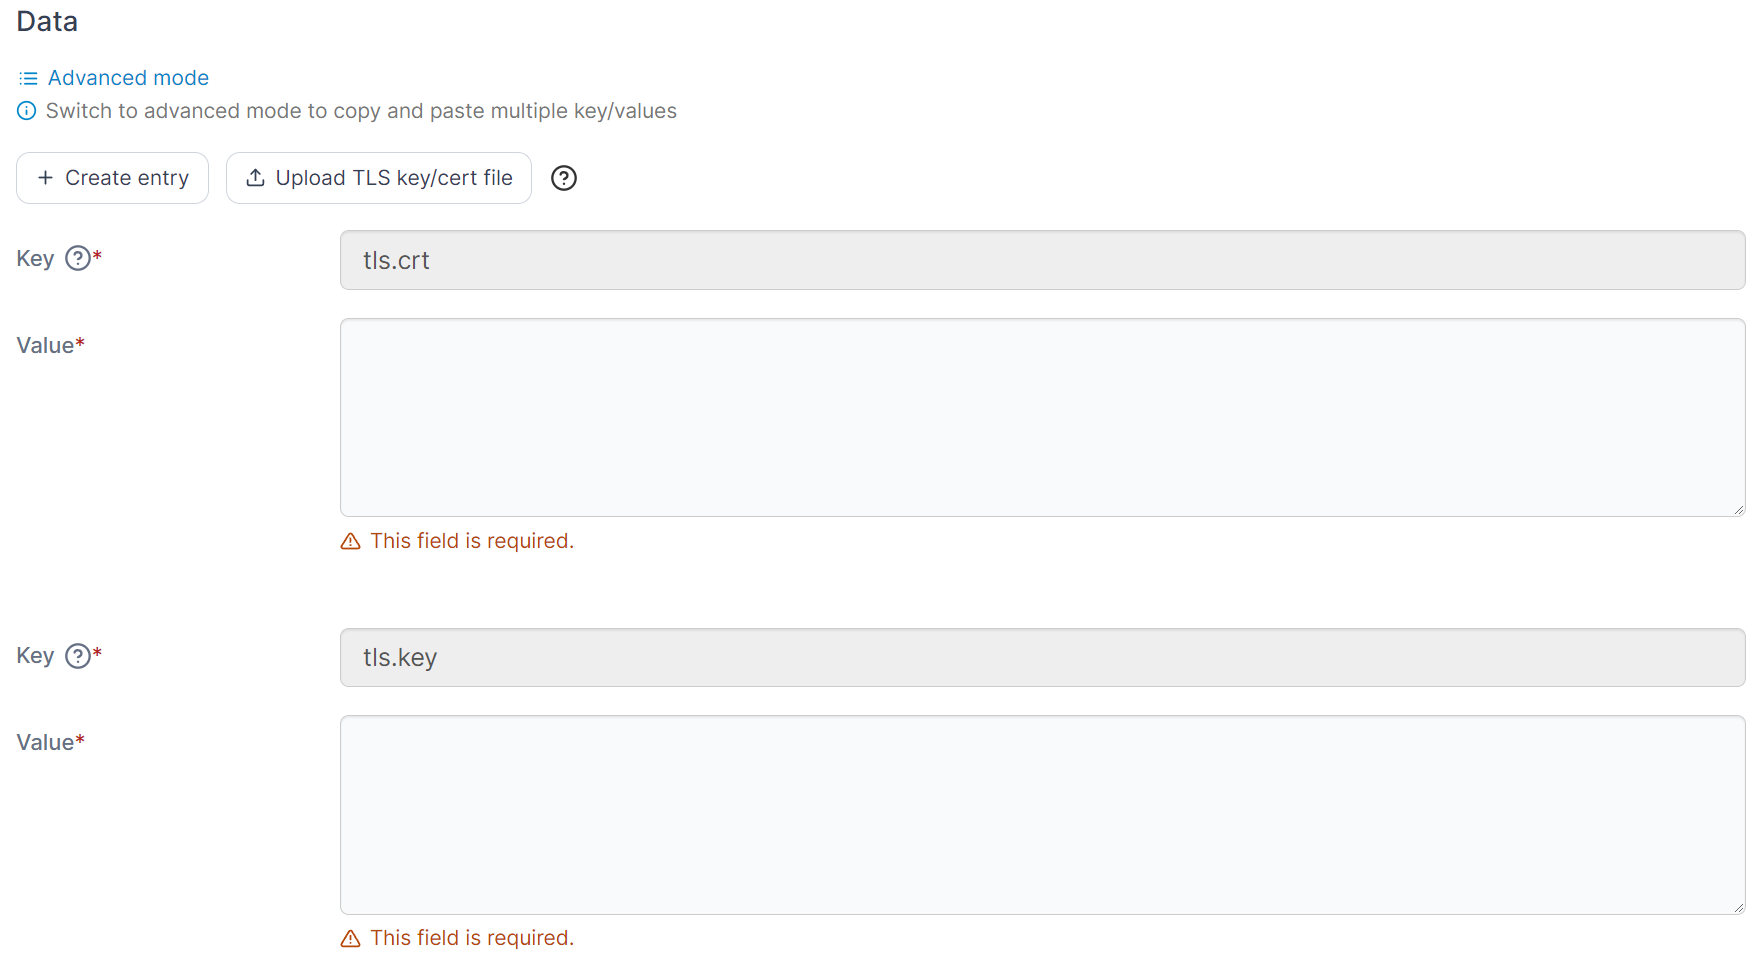 Data
Advanced mode
Switch to advanced mode to copy and paste multiple key/values
+ Create entry
Upload TLS key/cert file
Key ?*
tls.crt
Value*
This field is required.
Key ?*
tls.key
Value*
This field is required.